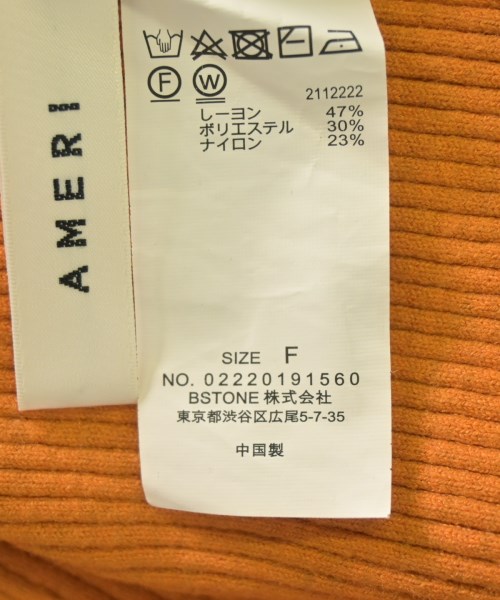 AMERI
F W
2112222
レーヨン 47%
ポリエステル 30%
ナイロン 23%
SIZE F
NO. 02220191560
BSTONE 株式会社
東京都渋谷区広尾5-7-35
中国製